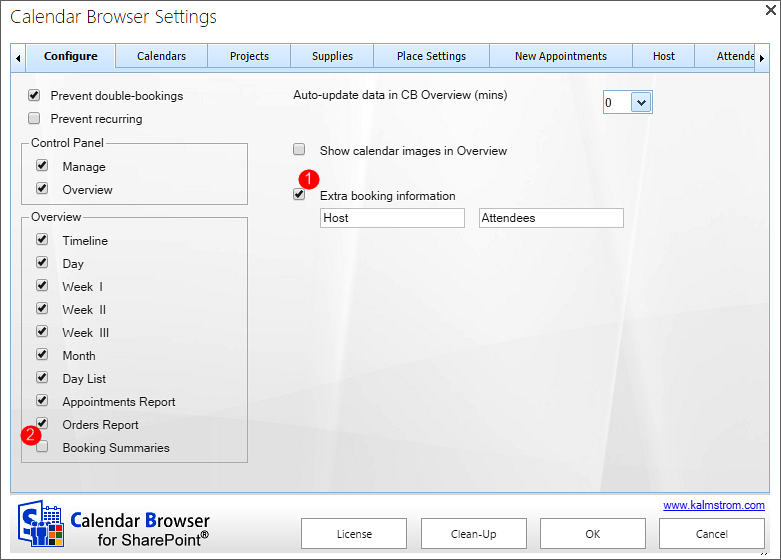 Calendar Browser Settings
Configure
Calendars
Projects
Supplies
Place Settings
New Appointments
Host
Attende
Prevent double-bookings
Prevent recurring
Auto-update data in CB Overview (mins)
0
Control Panel
Manage
Overview
Show calendar images in Overview
1
Extra booking information
Host
Attendees
Overview
Timeline
Day
Week I
Week II
Week III
Month
Day List
Appointments Report
Orders Report
2
Booking Summaries
Calendar Browser
for SharePoint®
www.kalmstrom.com
License
Clean-Up
OK
Cancel